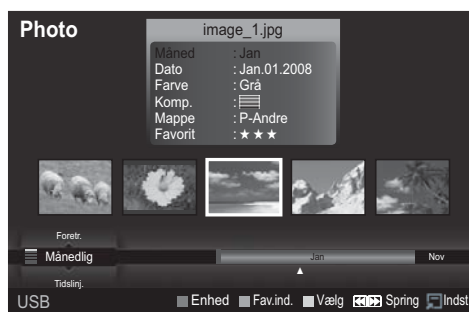 Photo
image_1.jpg
Måned : Jan
Dato : Jan.01.2008
Farve : Grå
Komp. :
Mappe : P-Andre
Favorit : ★★★
Foretr.
Månedlig
Jan
Nov
Tidslinj.
USB
Enhed
Fav.ind.
Vælg
Spring
Indst